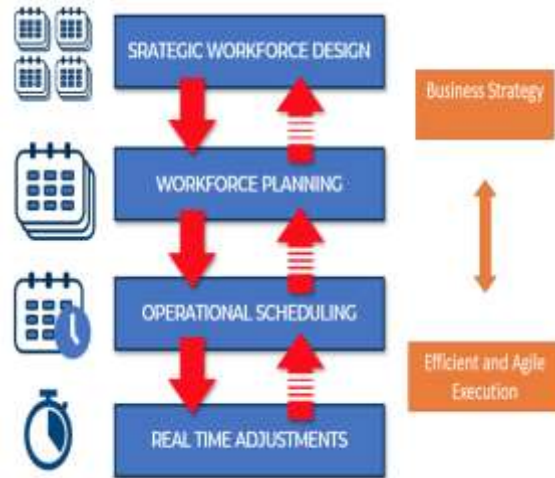 SRATEGIC WORKFORCE DESIGN
Business Strategy
WORKFORCE PLANNING
OPERATIONAL SCHEDULING
Efficient and Agile
Execution
REAL TIME ADJUSTMENTS